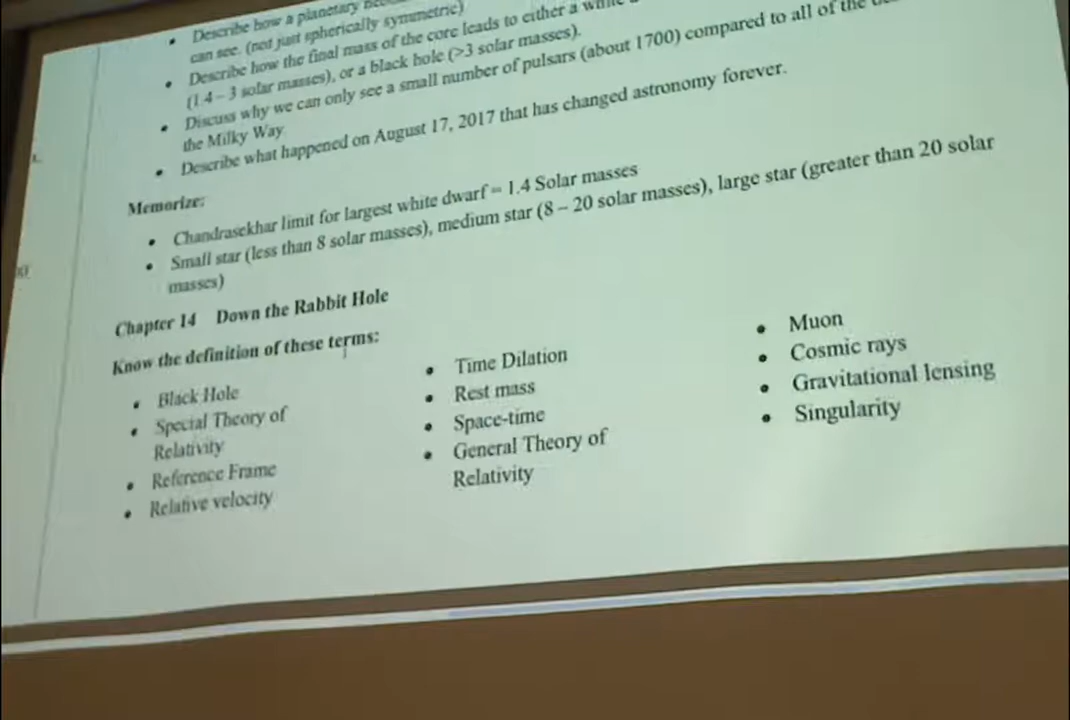 • Describe how a planetary
can see. (not just spherically symmetric)
• Describe how the final mass of the core leads to either a white
(1.4 – 3 solar masses), or a black hole (>3 solar masses).
• Discuss why we can only see a small number of pulsars (about 1700) compared to all of the
the Milky Way
• Describe what happened on August 17, 2017 that has changed astronomy forever.
Memorize:
• Chandrasekhar limit for largest white dwarf = 1.4 Solar masses
• Small star (less than 8 solar masses), medium star (8 – 20 solar masses), large star (greater than 20 solar
masses)
Chapter 14 Down the Rabbit Hole
Know the definition of these terms:
• Black Hole
• Special Theory of
Relativity
• Reference Frame
• Relative velocity
• Time Dilation
• Rest mass
• Space-time
• General Theory of
Relativity
• Muon
• Cosmic rays
• Gravitational lensing
• Singularity